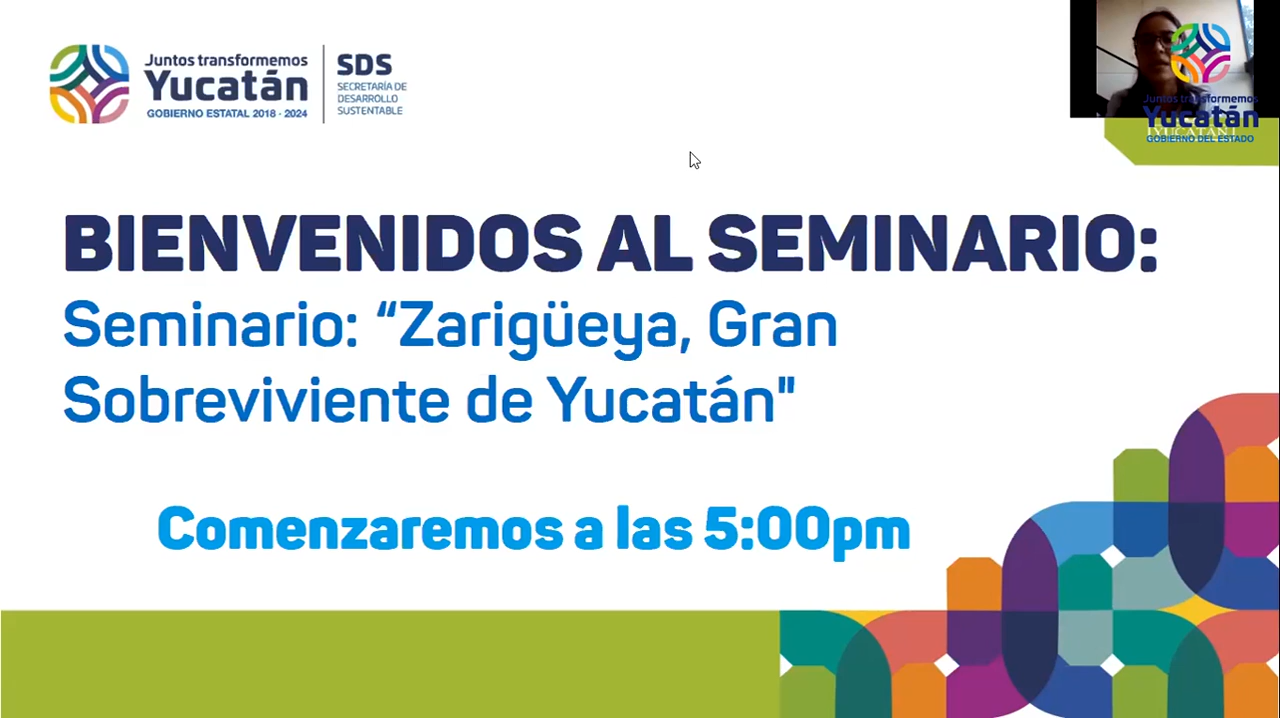 Juntos transformemos
Yucatán
GOBIERNO ESTATAL 2018 · 2024
SDS
SECRETARÍA DE
DESARROLLO
SUSTENTABLE
Juntos transformemos
Yucatán
GOBIERNO DEL ESTADO
BIENVENIDOS AL SEMINARIO:
Seminario: “Zarigüeya, Gran
Sobreviviente de Yucatán"
Comenzaremos a las 5:00pm